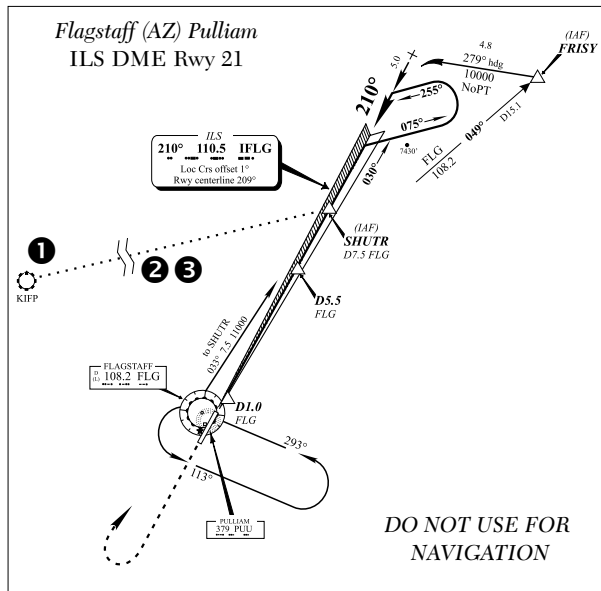 Flagstaff (AZ) Pulliam
ILS DME Rwy 21
(IAF)
FRISY
4.8
279° hdg
10000
NoPT
5.0
210°
255°
075°
049°
D15.1
FLG
108.2
030°
7430'
ILS
210° 110.5 IFLG
Loc Crs offset 1°
Rwy centerline 209°
(IAF)
SHUTR
D7.5 FLG
1
2 3
KIFP
D5.5
FLG
to SHUTR
033° 7.5 11000
FLAGSTAFF
D
(L) 108.2 FLG
D1.0
FLG
293°
113°
PULLIAM
379 PUU
DO NOT USE FOR
NAVIGATION